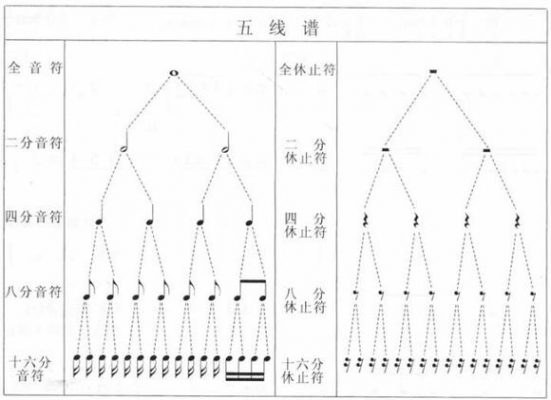 五线谱
全音符
全休止符
二分音符
二分
休止符
四分音符
四分
休止符
八分音符
八分
休止符
十六分
音符
十六分
休止符